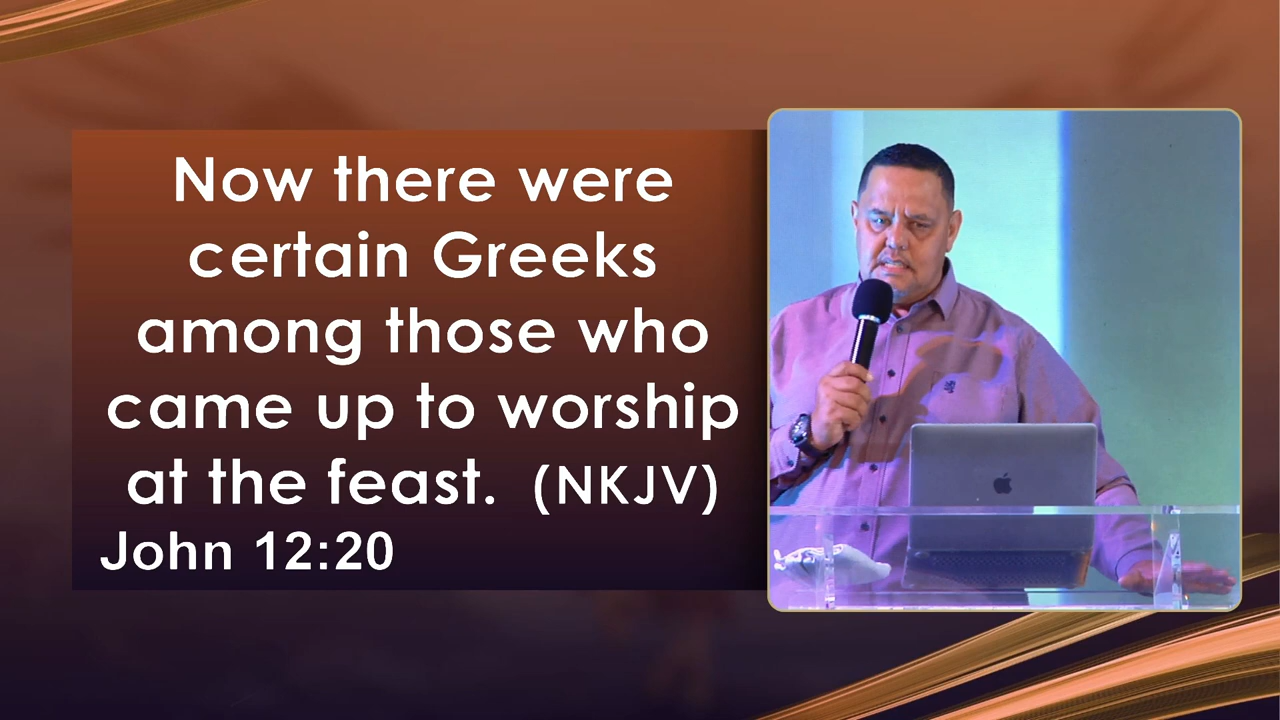 Now there were
certain Greeks
among those who
came up to worship
at the feast. (NKJV)
John 12:20